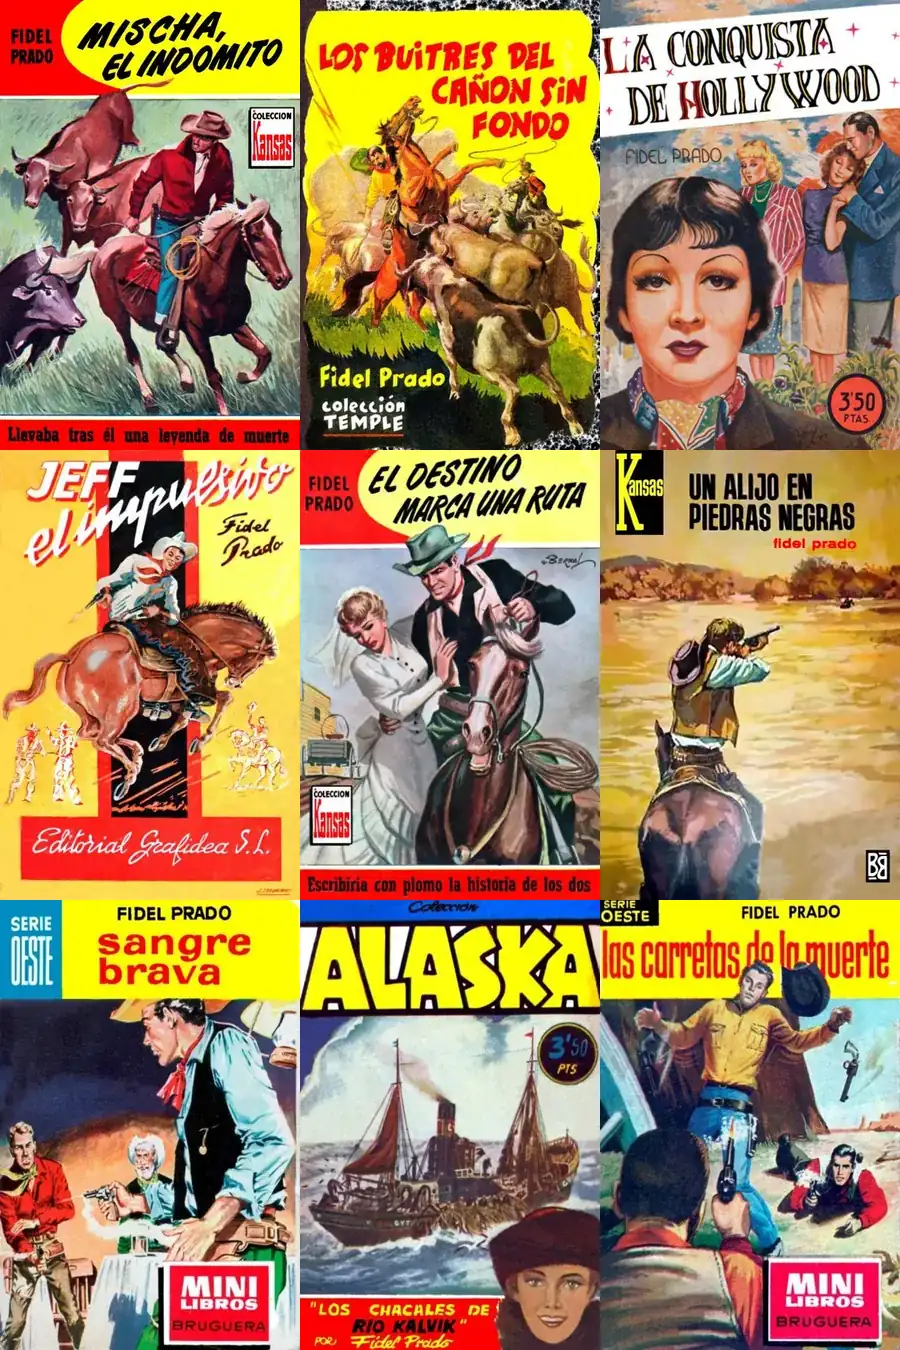 FIDEL
PRADO
MISCHA,
EL INDOMITO
COLECCION
Kansas
Llevaba tras él una leyenda de muerte
LOS BUITRES DEL
CAÑON SIN
FONDO
Fidel Prado
colección
TEMPLE
LA CONQUISTA
DE HOLLYWOOD
FIDEL PRADO
3'50
PTAS.
JEFF
el impulsivo
Fidel
Prado
Editorial Grafidea S.L.
FIDEL
PRADO
EL DESTINO
MARCA UNA RUTA
BERNAL
COLECCION
Kansas
Escribiría con plomo la historia de los dos
Kansas
UN ALIJO EN
PIEDRAS NEGRAS
fidel prado
B
SERIE
OESTE
FIDEL PRADO
sangre
brava
MINI
LIBROS
BRUGUERA
Colección
ALASKA
3'50
PTS
"LOS CHACALES DE
RIO KALVIK"
POR Fidel Prado
SERIE
OESTE
FIDEL PRADO
las carretas de la muerte
MINI
LIBROS
BRUGUERA